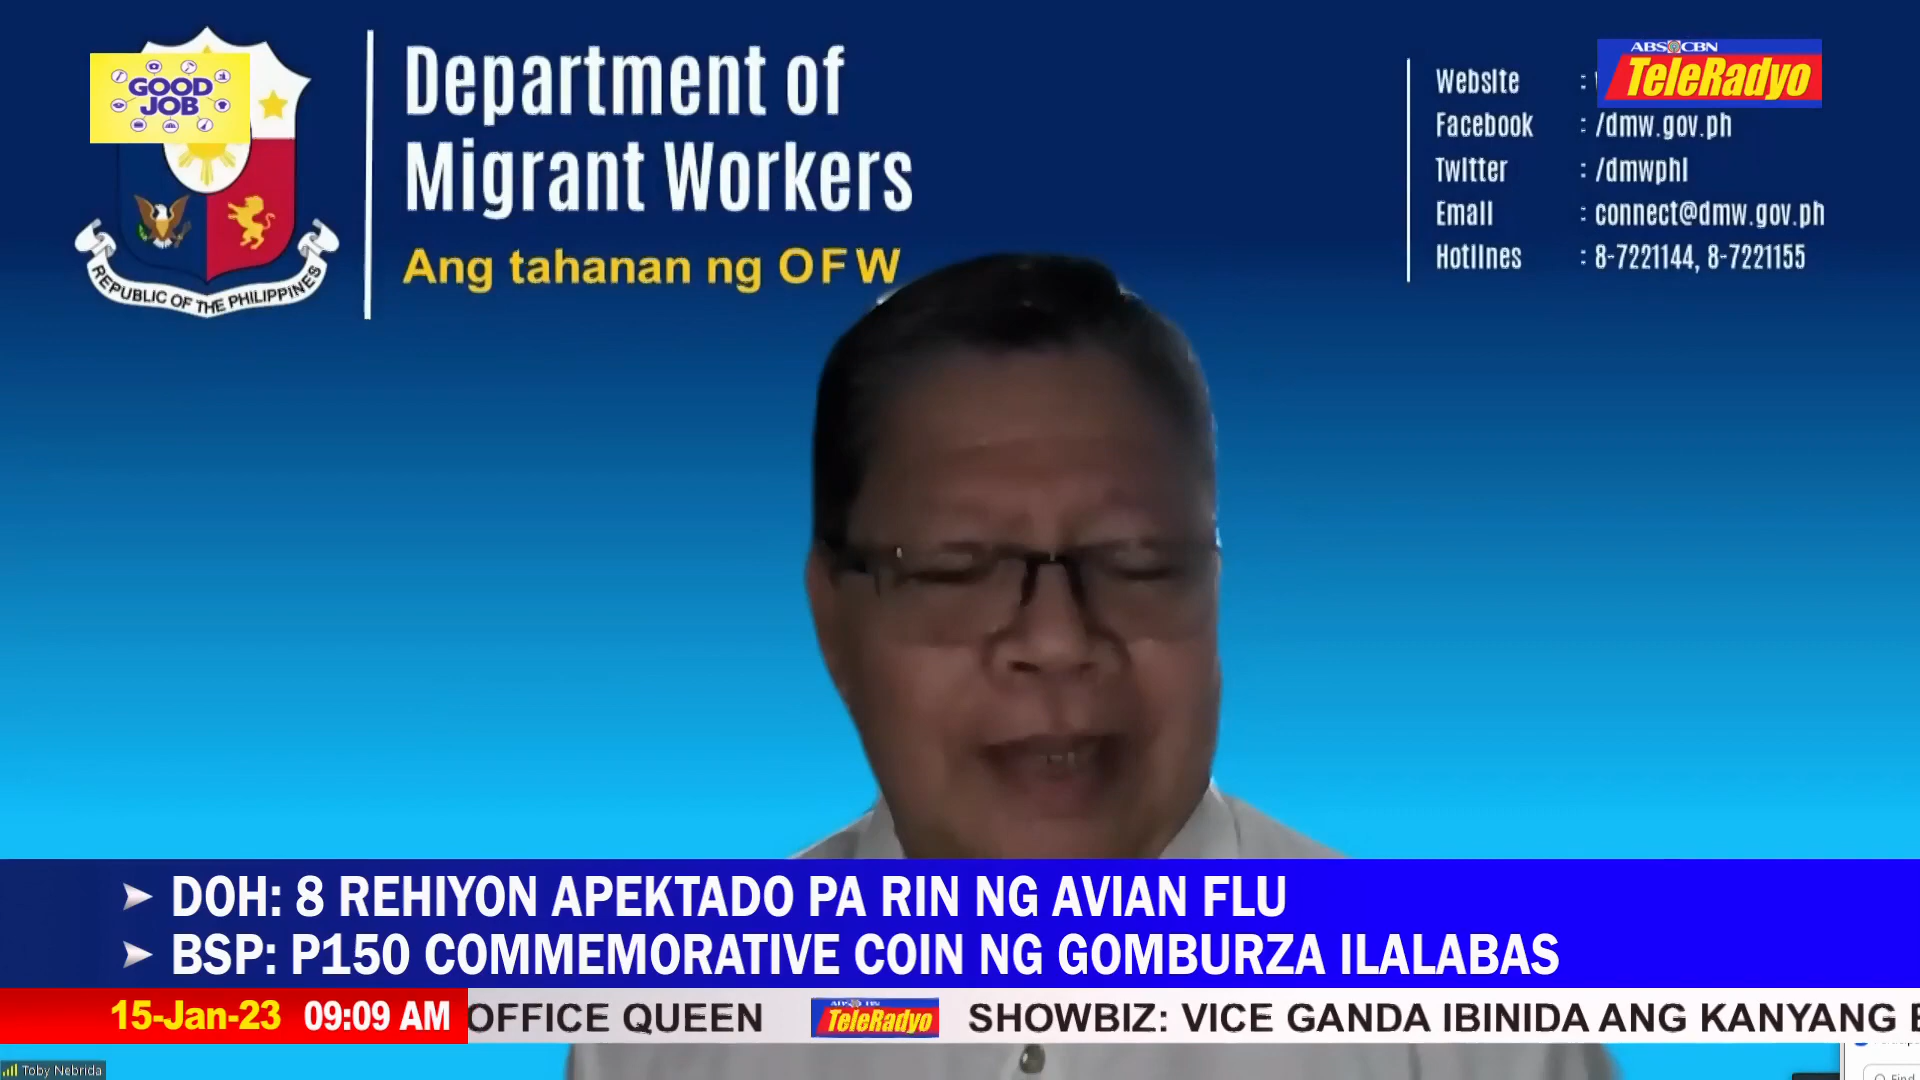 GOOD
JOB
REPUBLIC OF THE PHILIPPINES
Department of
Migrant Workers
Ang tahanan ng OFW
ABS CBN
TeleRadyo
Website :
Facebook : /dmw.gov.ph
Twitter : /dmwphl
Email : connect@dmw.gov.ph
Hotlines : 8-7221144, 8-7221155
DOH: 8 REHIYON APEKTADO PA RIN NG AVIAN FLU
BSP: P150 COMMEMORATIVE COIN NG GOMBURZA ILALABAS
15-Jan-23 09:09 AM OFFICE QUEEN ABS CBN TeleRadyo SHOWBIZ: VICE GANDA IBINIDA ANG KANYANG
Toby Nebrida
Find